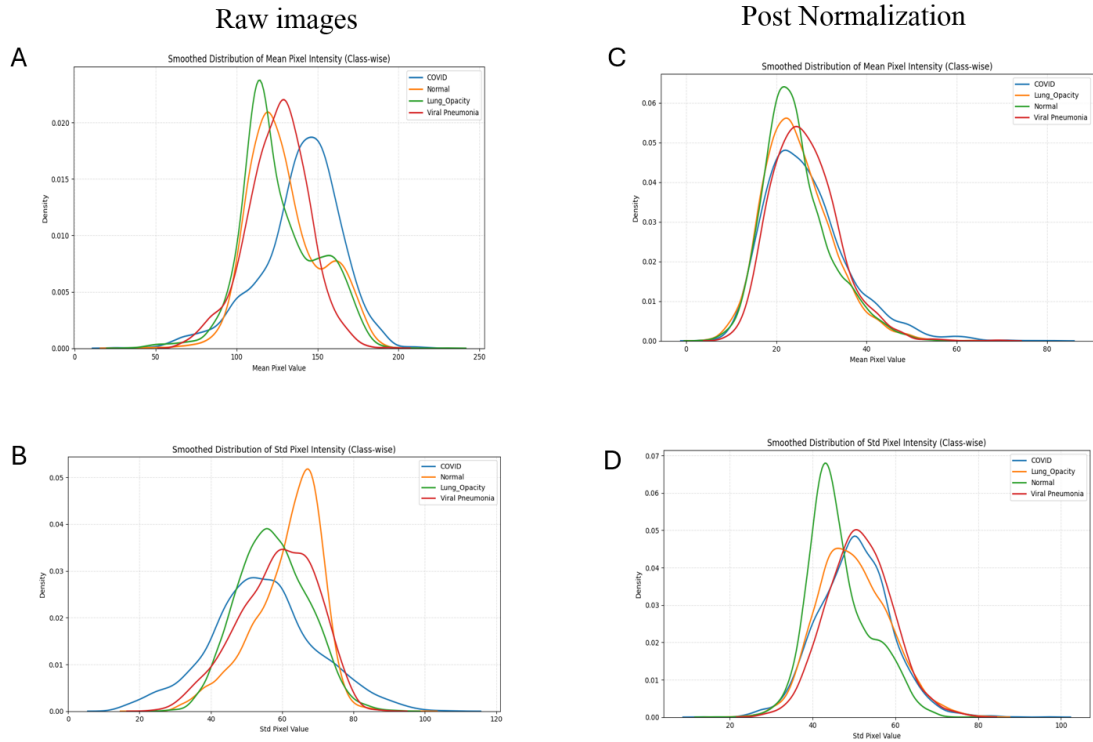 Raw images
Post Normalization
A
Smoothed Distribution of Mean Pixel Intensity (Class-wise)
COVID
Normal
Lung_Opacity
Viral Pneumonia
0.020
0.015
0.010
0.005
0.000
Density
0 50 100 150 200 250
Mean Pixel Value
C
Smoothed Distribution of Mean Pixel Intensity (Class-wise)
COVID
Lung_Opacity
Normal
Viral Pneumonia
0.06
0.05
0.04
0.03
0.02
0.01
0.00
Density
0 20 40 60 80
Mean Pixel Value
B
Smoothed Distribution of Std Pixel Intensity (Class-wise)
COVID
Normal
Lung_Opacity
Viral Pneumonia
0.05
0.04
0.03
0.02
0.01
0.00
Density
0 20 40 60 80 100 120
Std Pixel Value
D
Smoothed Distribution of Std Pixel Intensity (Class-wise)
COVID
Lung_Opacity
Normal
Viral Pneumonia
0.07
0.06
0.05
0.04
0.03
0.02
0.01
0.00
Density
20 40 60 80 100
Std Pixel Value